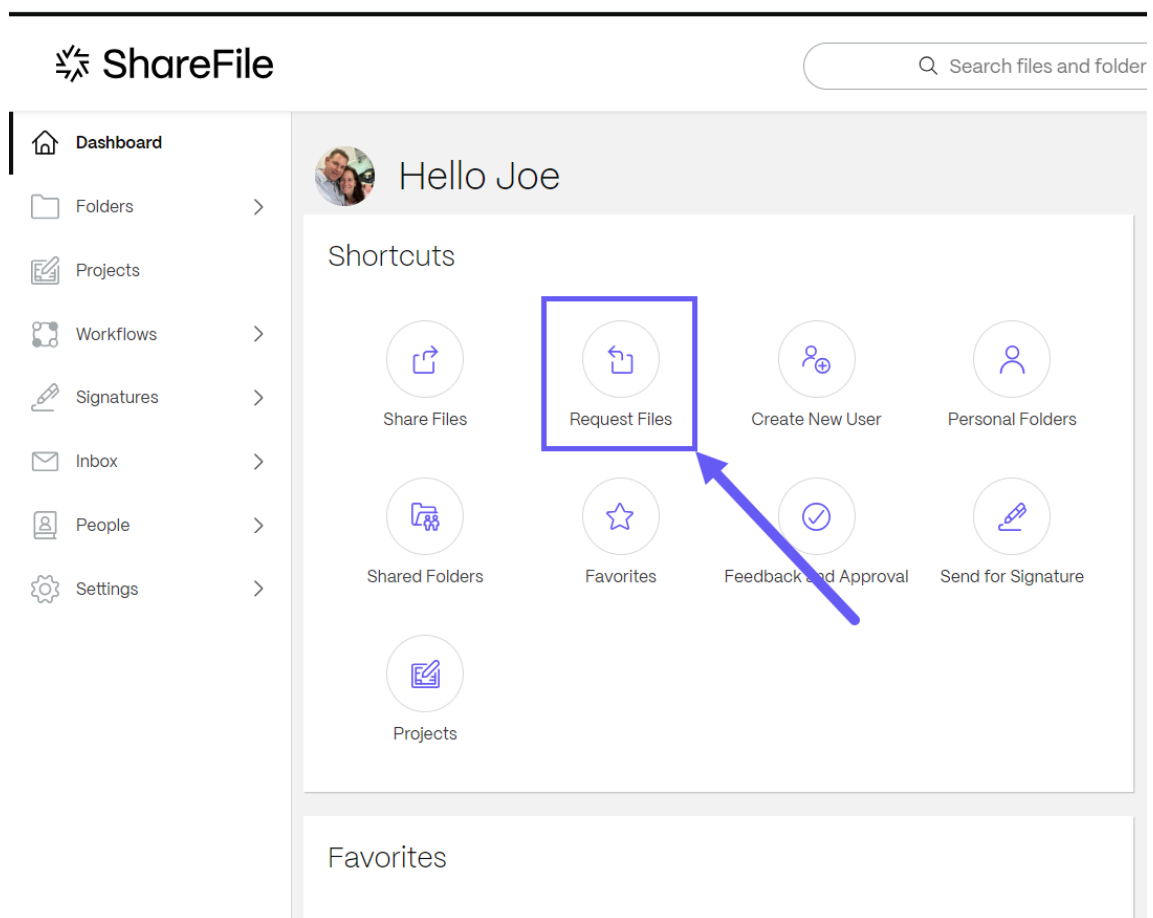 ShareFile
Search files and folder
Dashboard
Folders
Projects
Workflows
Signatures
Inbox
People
Settings
Hello Joe
Shortcuts
Share Files
Request Files
Create New User
Personal Folders
Shared Folders
Favorites
Feedback and Approval
Send for Signature
Projects
Favorites